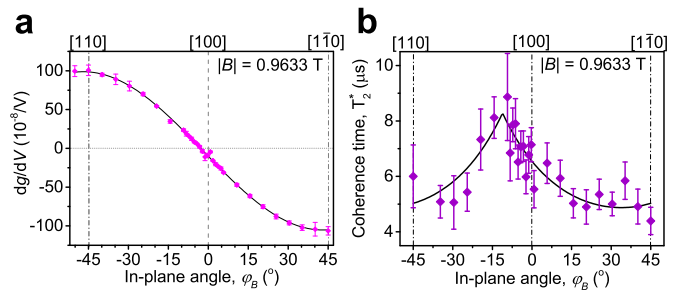 a
[110] [100] [11̄0]
|B| = 0.9633 T
dg/dV (10⁻⁸/V)
100
50
0
-50
-100
-45 -30 -15 0 15 30 45
In-plane angle, φ_B (°)
b
[110] [100] [11̄0]
|B| = 0.9633 T
Coherence time, T₂* (μs)
10
8
6
4
-45 -30 -15 0 15 30 45
In-plane angle, φ_B (°)